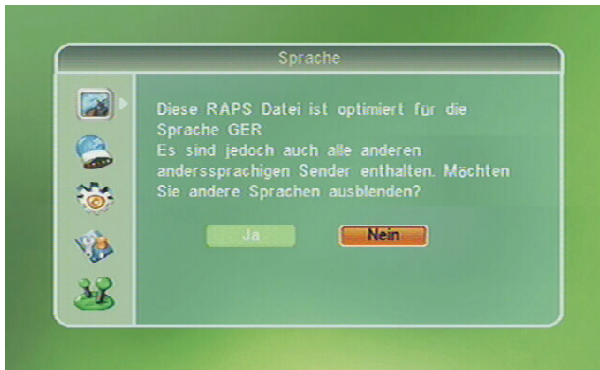 Sprache
Diese RAPS Datei ist optimiert für die
Sprache GER
Es sind jedoch auch alle anderen
anderssprachigen Sender enthalten. Möchten
Sie andere Sprachen ausblenden?
Ja
Nein